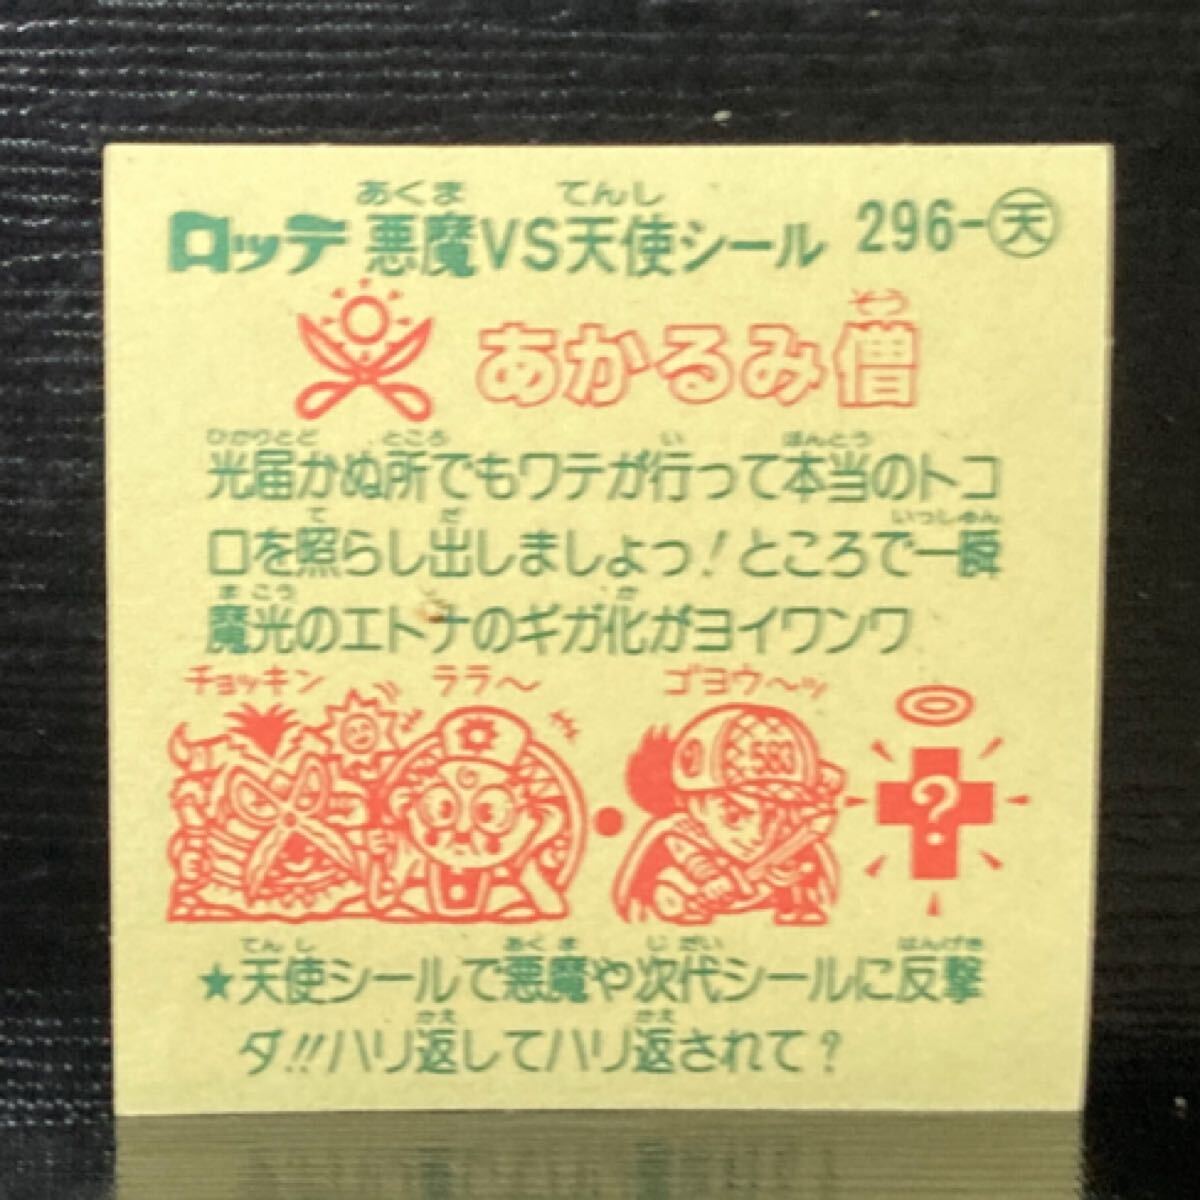 あくま てんし
ロッテ 悪魔VS天使シール 296-天
そう
あかるみ僧
ひかりとど ところ い ほんとう
光届かぬ所でもワテが行って本当のトコ
て だ いっしゅん
ロを照らし出しましょっ!ところで一瞬
まこう か
魔光のエトナのギガ化がヨイワンワ
チョッキン ララ〜 ゴヨウ〜ッ
583
?
てんし あくま じだい はんげき
★天使シールで悪魔や次代シールに反撃
かえ かえ
ダ!!ハリ返してハリ返されて?